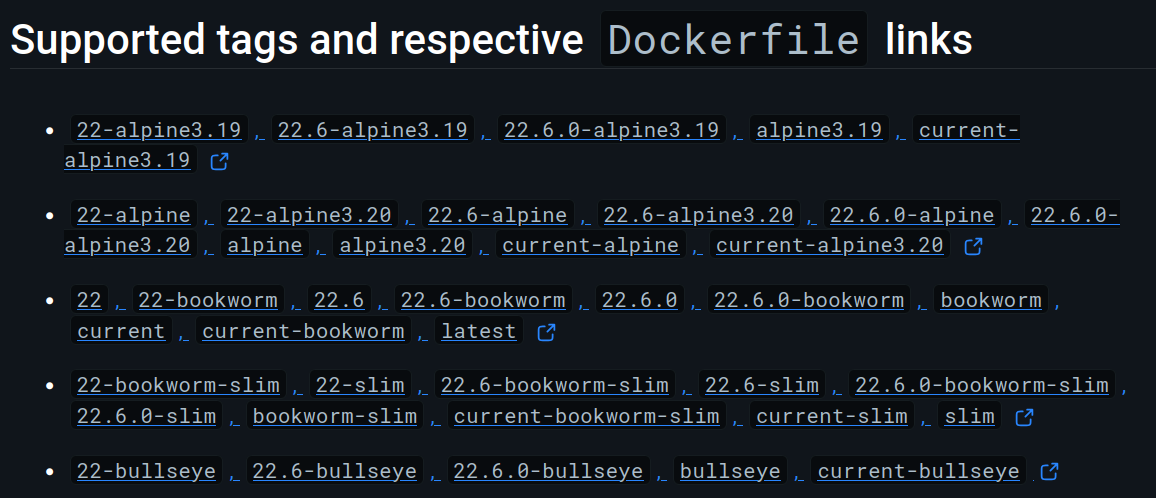 Supported tags and respective Dockerfile links
• 22-alpine3.19 , 22.6-alpine3.19 , 22.6.0-alpine3.19 , alpine3.19 , current-
alpine3.19
• 22-alpine , 22-alpine3.20 , 22.6-alpine , 22.6-alpine3.20 , 22.6.0-alpine , 22.6.0-
alpine3.20 , alpine , alpine3.20 , current-alpine , current-alpine3.20
• 22 , 22-bookworm , 22.6 , 22.6-bookworm , 22.6.0 , 22.6.0-bookworm , bookworm ,
current , current-bookworm , latest
• 22-bookworm-slim , 22-slim , 22.6-bookworm-slim , 22.6-slim , 22.6.0-bookworm-slim ,
22.6.0-slim , bookworm-slim , current-bookworm-slim , current-slim , slim
• 22-bullseye , 22.6-bullseye , 22.6.0-bullseye , bullseye , current-bullseye